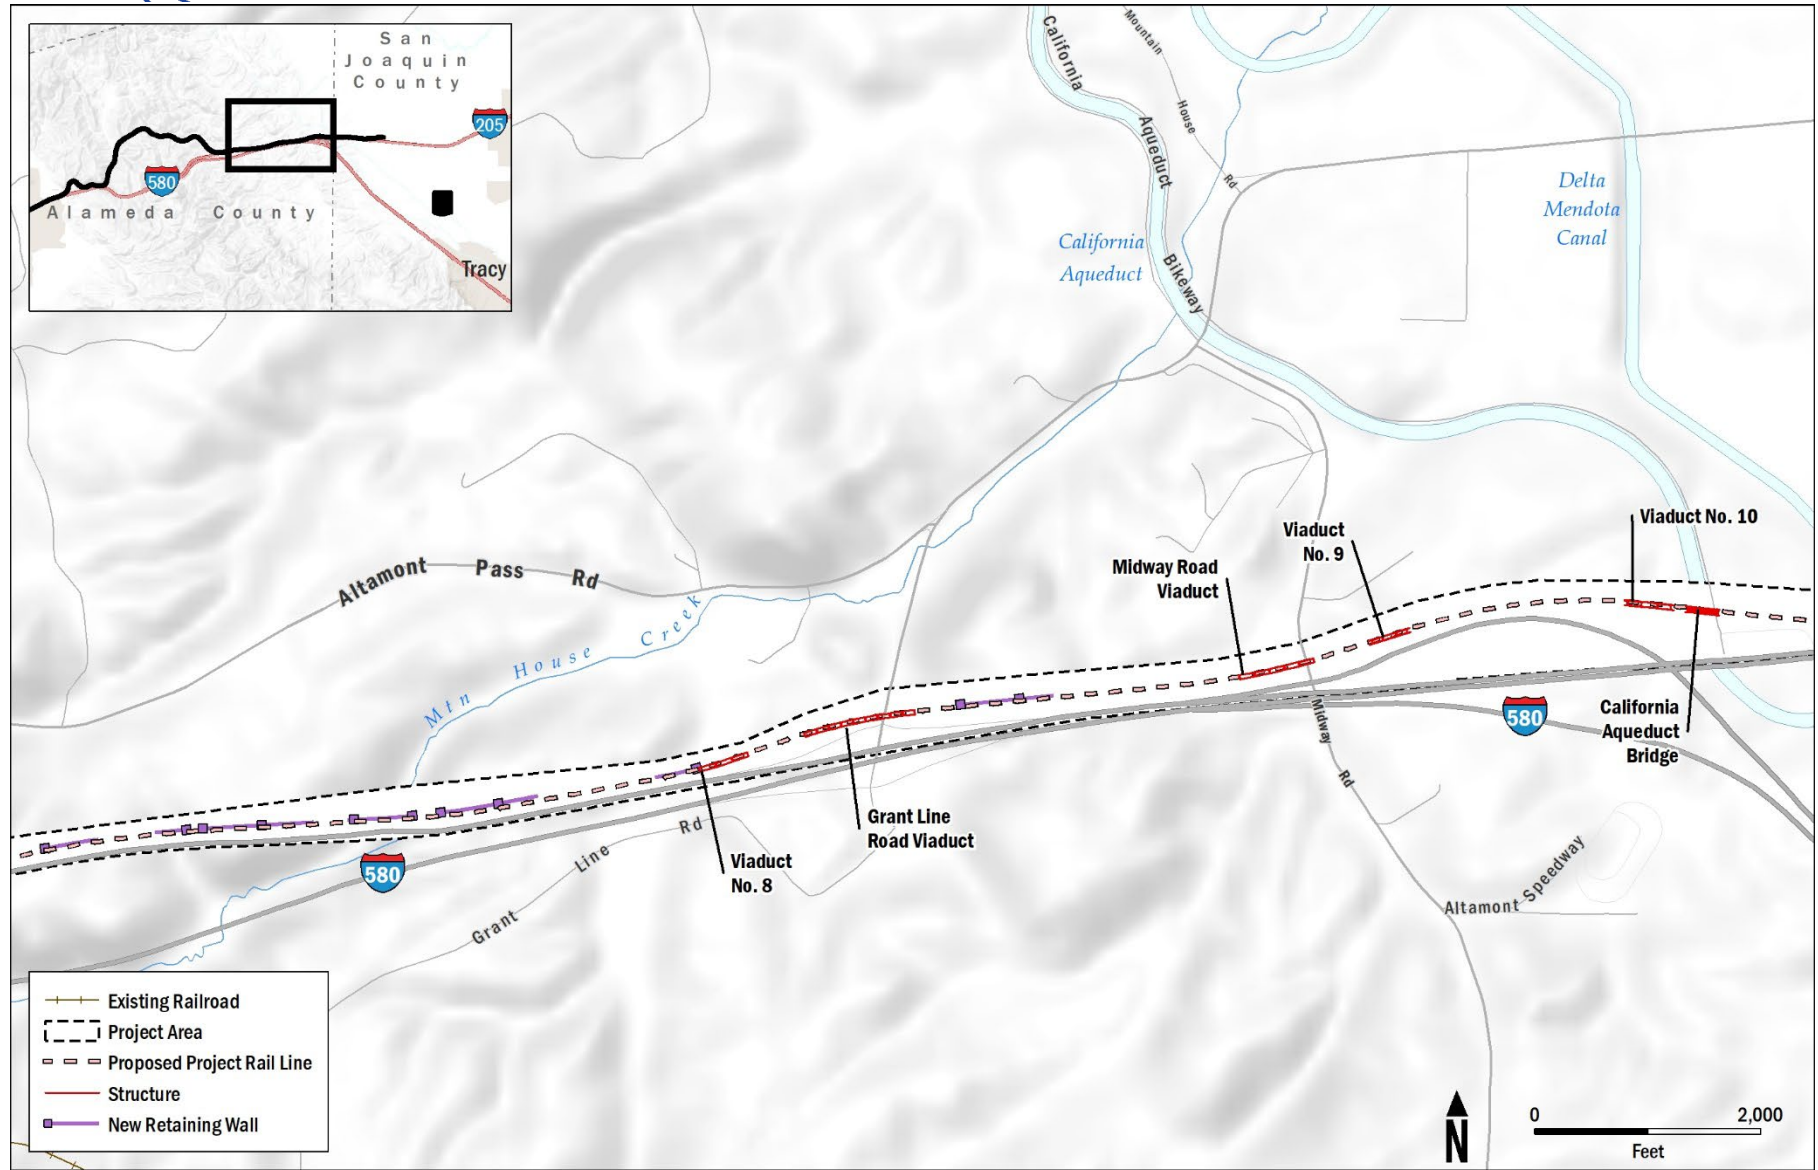 San
Joaquin
County
205
580
Alameda County
Tracy
California
Aqueduct
Bikeway
Mountain
House
Rd
California
Aqueduct
Delta
Mendota
Canal
Altamont Pass Rd
Mtn House Creek
Viaduct No. 10
Viaduct
No. 9
Midway Road
Viaduct
580
California
Aqueduct
Bridge
Midway
Rd
Grant Line
Road Viaduct
Viaduct
No. 8
580
Grant Line Rd
Altamont Speedway
Existing Railroad
Project Area
Proposed Project Rail Line
Structure
New Retaining Wall
N
0 2,000
Feet